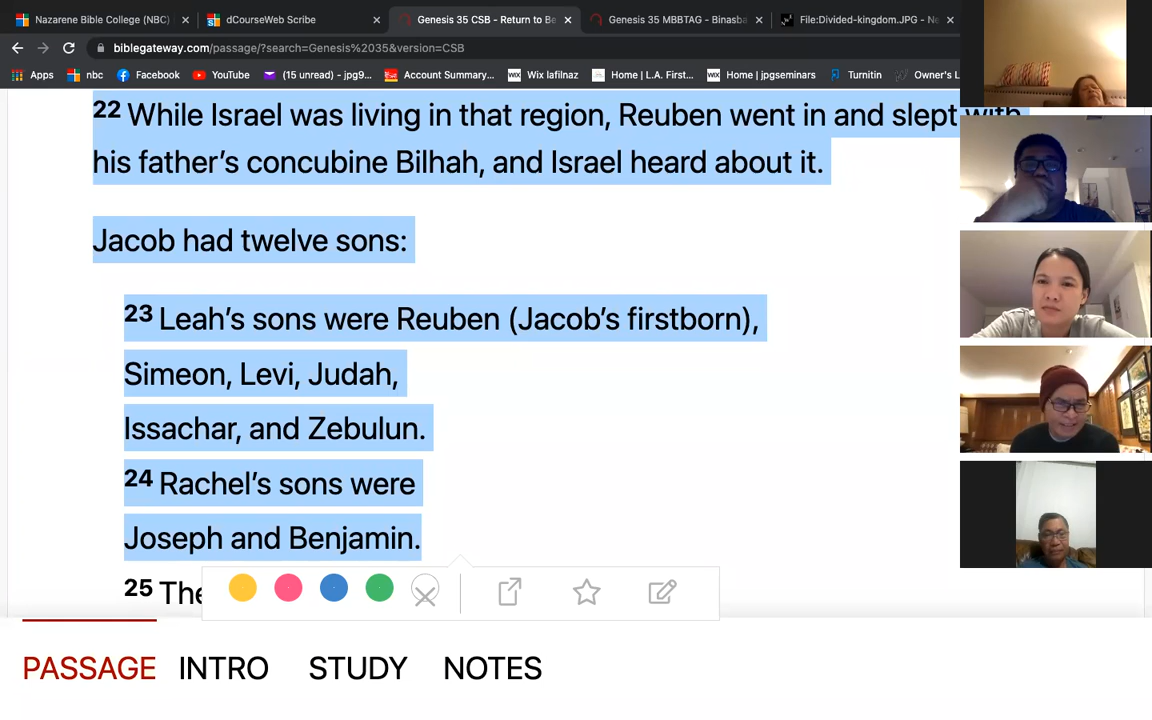 Nazarene Bible College (NBC)
dCourseWeb Scribe
Genesis 35 CSB - Return to Be
Genesis 35 MBBTAG - Binasba
File:Divided-kingdom.JPG - Ne
biblegateway.com/passage/?search=Genesis%2035&version=CSB
Apps
nbc
Facebook
YouTube
(15 unread) - jpg9...
Account Summary...
Wix lafilnaz
Home | L.A. First...
Home | jpgseminars
Turnitin
Owner's L
22 While Israel was living in that region, Reuben went in and slept with
his father's concubine Bilhah, and Israel heard about it.
Jacob had twelve sons:
23 Leah's sons were Reuben (Jacob's firstborn),
Simeon, Levi, Judah,
Issachar, and Zebulun.
24 Rachel's sons were
Joseph and Benjamin.
25 The
PASSAGE INTRO STUDY NOTES